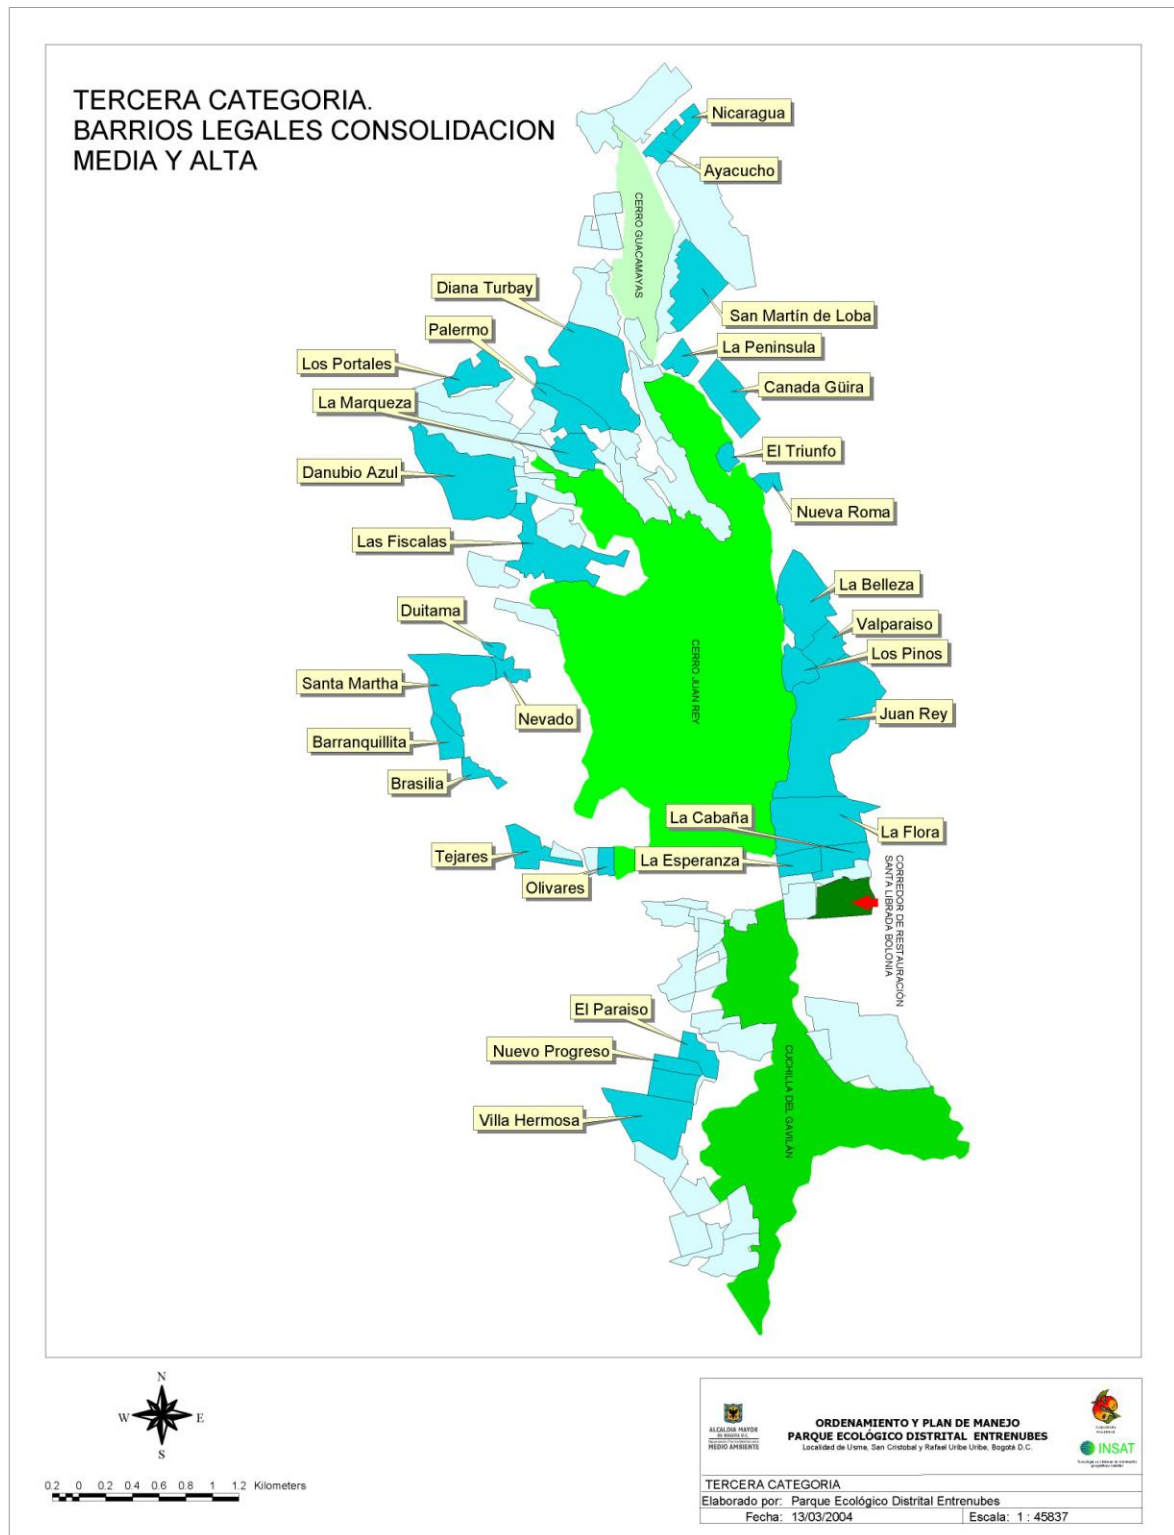 TERCERA CATEGORIA.
BARRIOS LEGALES CONSOLIDACION
MEDIA Y ALTA
Nicaragua
Ayacucho
CERRO GUACAMAYAS
Diana Turbay
San Martín de Loba
Palermo
La Peninsula
Los Portales
Canada Güira
La Marqueza
El Triunfo
Danubio Azul
Nueva Roma
Las Fiscalas
La Belleza
Duitama
Valparaiso
Los Pinos
CERRO JUAN REY
Santa Martha
Nevado
Juan Rey
Barranquillita
Brasilia
La Cabaña
La Flora
Tejares
La Esperanza
Olivares
CORREDOR DE RESTAURACIÓN
SANTA LIBRADA BOLONIA
El Paraiso
Nuevo Progreso
CUCHILLA DEL GAVILÁN
Villa Hermosa
N
W E
S
0.2 0 0.2 0.4 0.6 0.8 1 1.2 Kilometers
ALCALDIA MAYOR
DE BOGOTA D.C.
MEDIO AMBIENTE
ORDENAMIENTO Y PLAN DE MANEJO
PARQUE ECOLÓGICO DISTRITAL ENTRENUBES
Localidad de Usme, San Cristobal y Rafael Uribe Uribe, Bogotá D.C.
INSAT
TERCERA CATEGORIA
Elaborado por: Parque Ecológico Distrital Entrenubes
Fecha: 13/03/2004 Escala: 1 : 45837